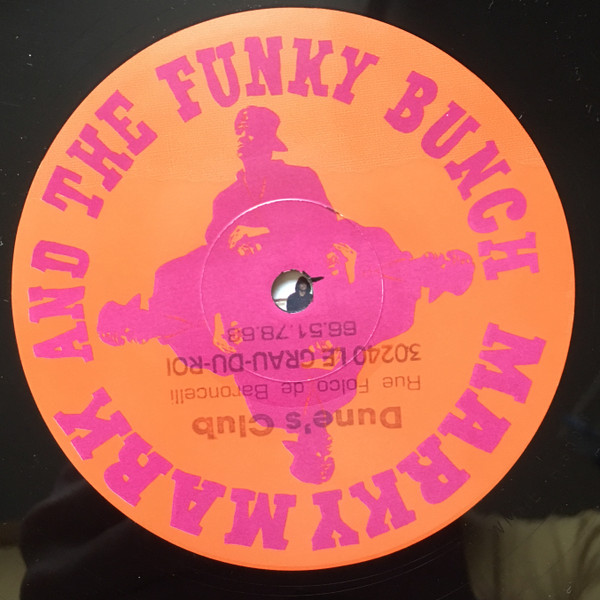 MARKY MARK AND THE FUNKY BUNCH
Dune's Club
Rue Folco de Baroncelli
30240 LE GRAU-DU-ROI
66.51.78.63